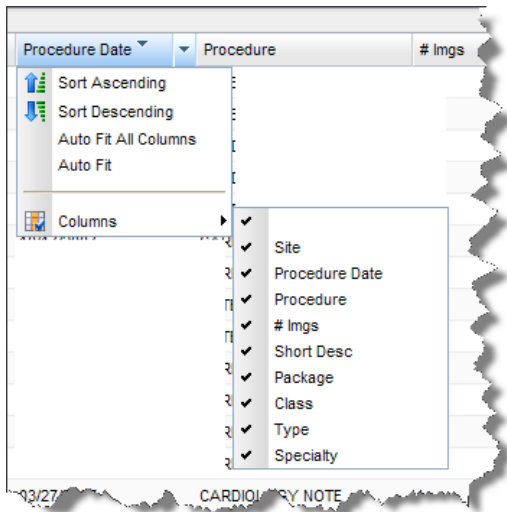 Procedure Date Procedure # Imgs
Sort Ascending
Sort Descending
Auto Fit All Columns
Auto Fit
Columns
Site
Procedure Date
Procedure
# Imgs
Short Desc
Package
Class
Type
Specialty
NOTE